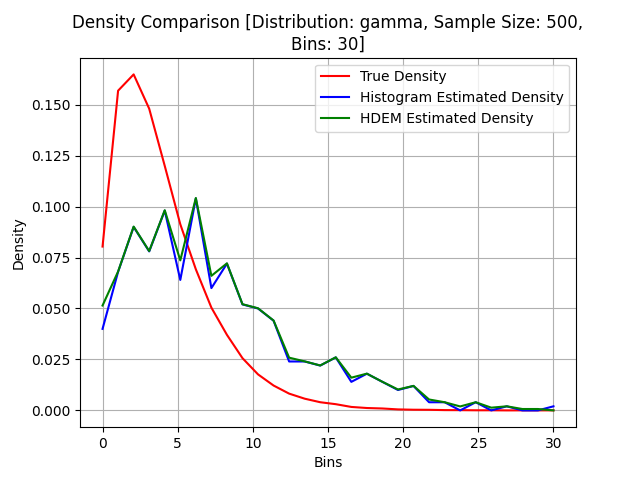 Density Comparison [Distribution: gamma, Sample Size: 500,
Bins: 30]
True Density
Histogram Estimated Density
HDEM Estimated Density
Density
0.150
0.125
0.100
0.075
0.050
0.025
0.000
0 5 10 15 20 25 30
Bins